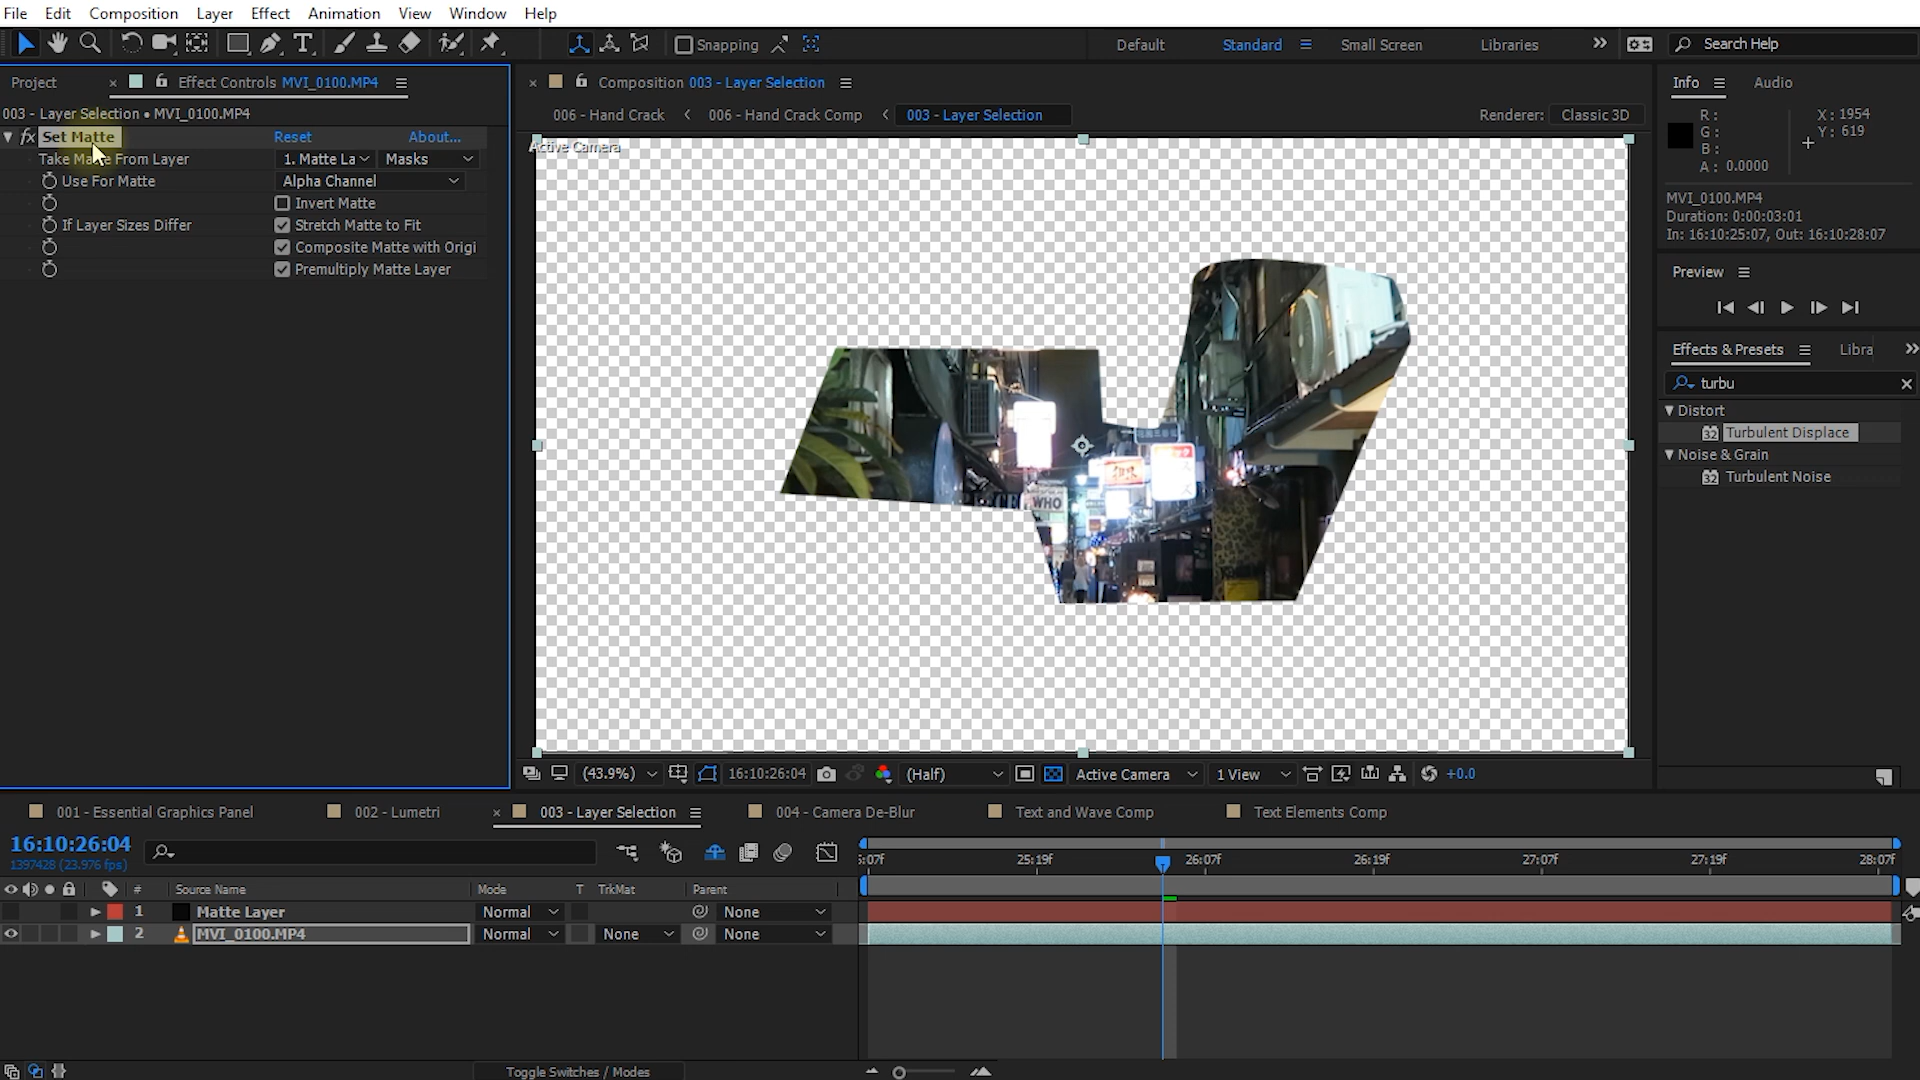 File Edit Composition Layer Effect Animation View Window Help
Snapping Default Standard Small Screen Libraries Search Help
Project Effect Controls MVI_0100.MP4
Composition 003 - Layer Selection
Info Audio
003 - Layer Selection • MVI_0100.MP4
006 - Hand Crack 006 - Hand Crack Comp 003 - Layer Selection
Renderer: Classic 3D
fx Set Matte Reset About...
Take Matte From Layer 1. Matte La Masks
Use For Matte Alpha Channel
Invert Matte
If Layer Sizes Differ Stretch Matte to Fit
Composite Matte with Origi
Premultiply Matte Layer
Active Camera
WHO
R:
G:
B:
A: 0.0000
X: 1954
Y: 619
MVI_0100.MP4
Duration: 0:00:03:01
In: 16:10:25:07, Out: 16:10:28:07
Preview
Effects & Presets Libra
turbu
Distort
32 Turbulent Displace
Noise & Grain
32 Turbulent Noise
(43.9%) 16:10:26:04 (Half) Active Camera 1 View +0.0
001 - Essential Graphics Panel 002 - Lumetri 003 - Layer Selection 004 - Camera De-Blur Text and Wave Comp Text Elements Comp
16:10:26:04
1397428 (23.976 fps)
5:07f 25:19f 26:07f 26:19f 27:07f 27:19f 28:07f
# Source Name Mode T TrkMat Parent
1 Matte Layer Normal None
2 MVI_0100.MP4 Normal None None
Toggle Switches / Modes